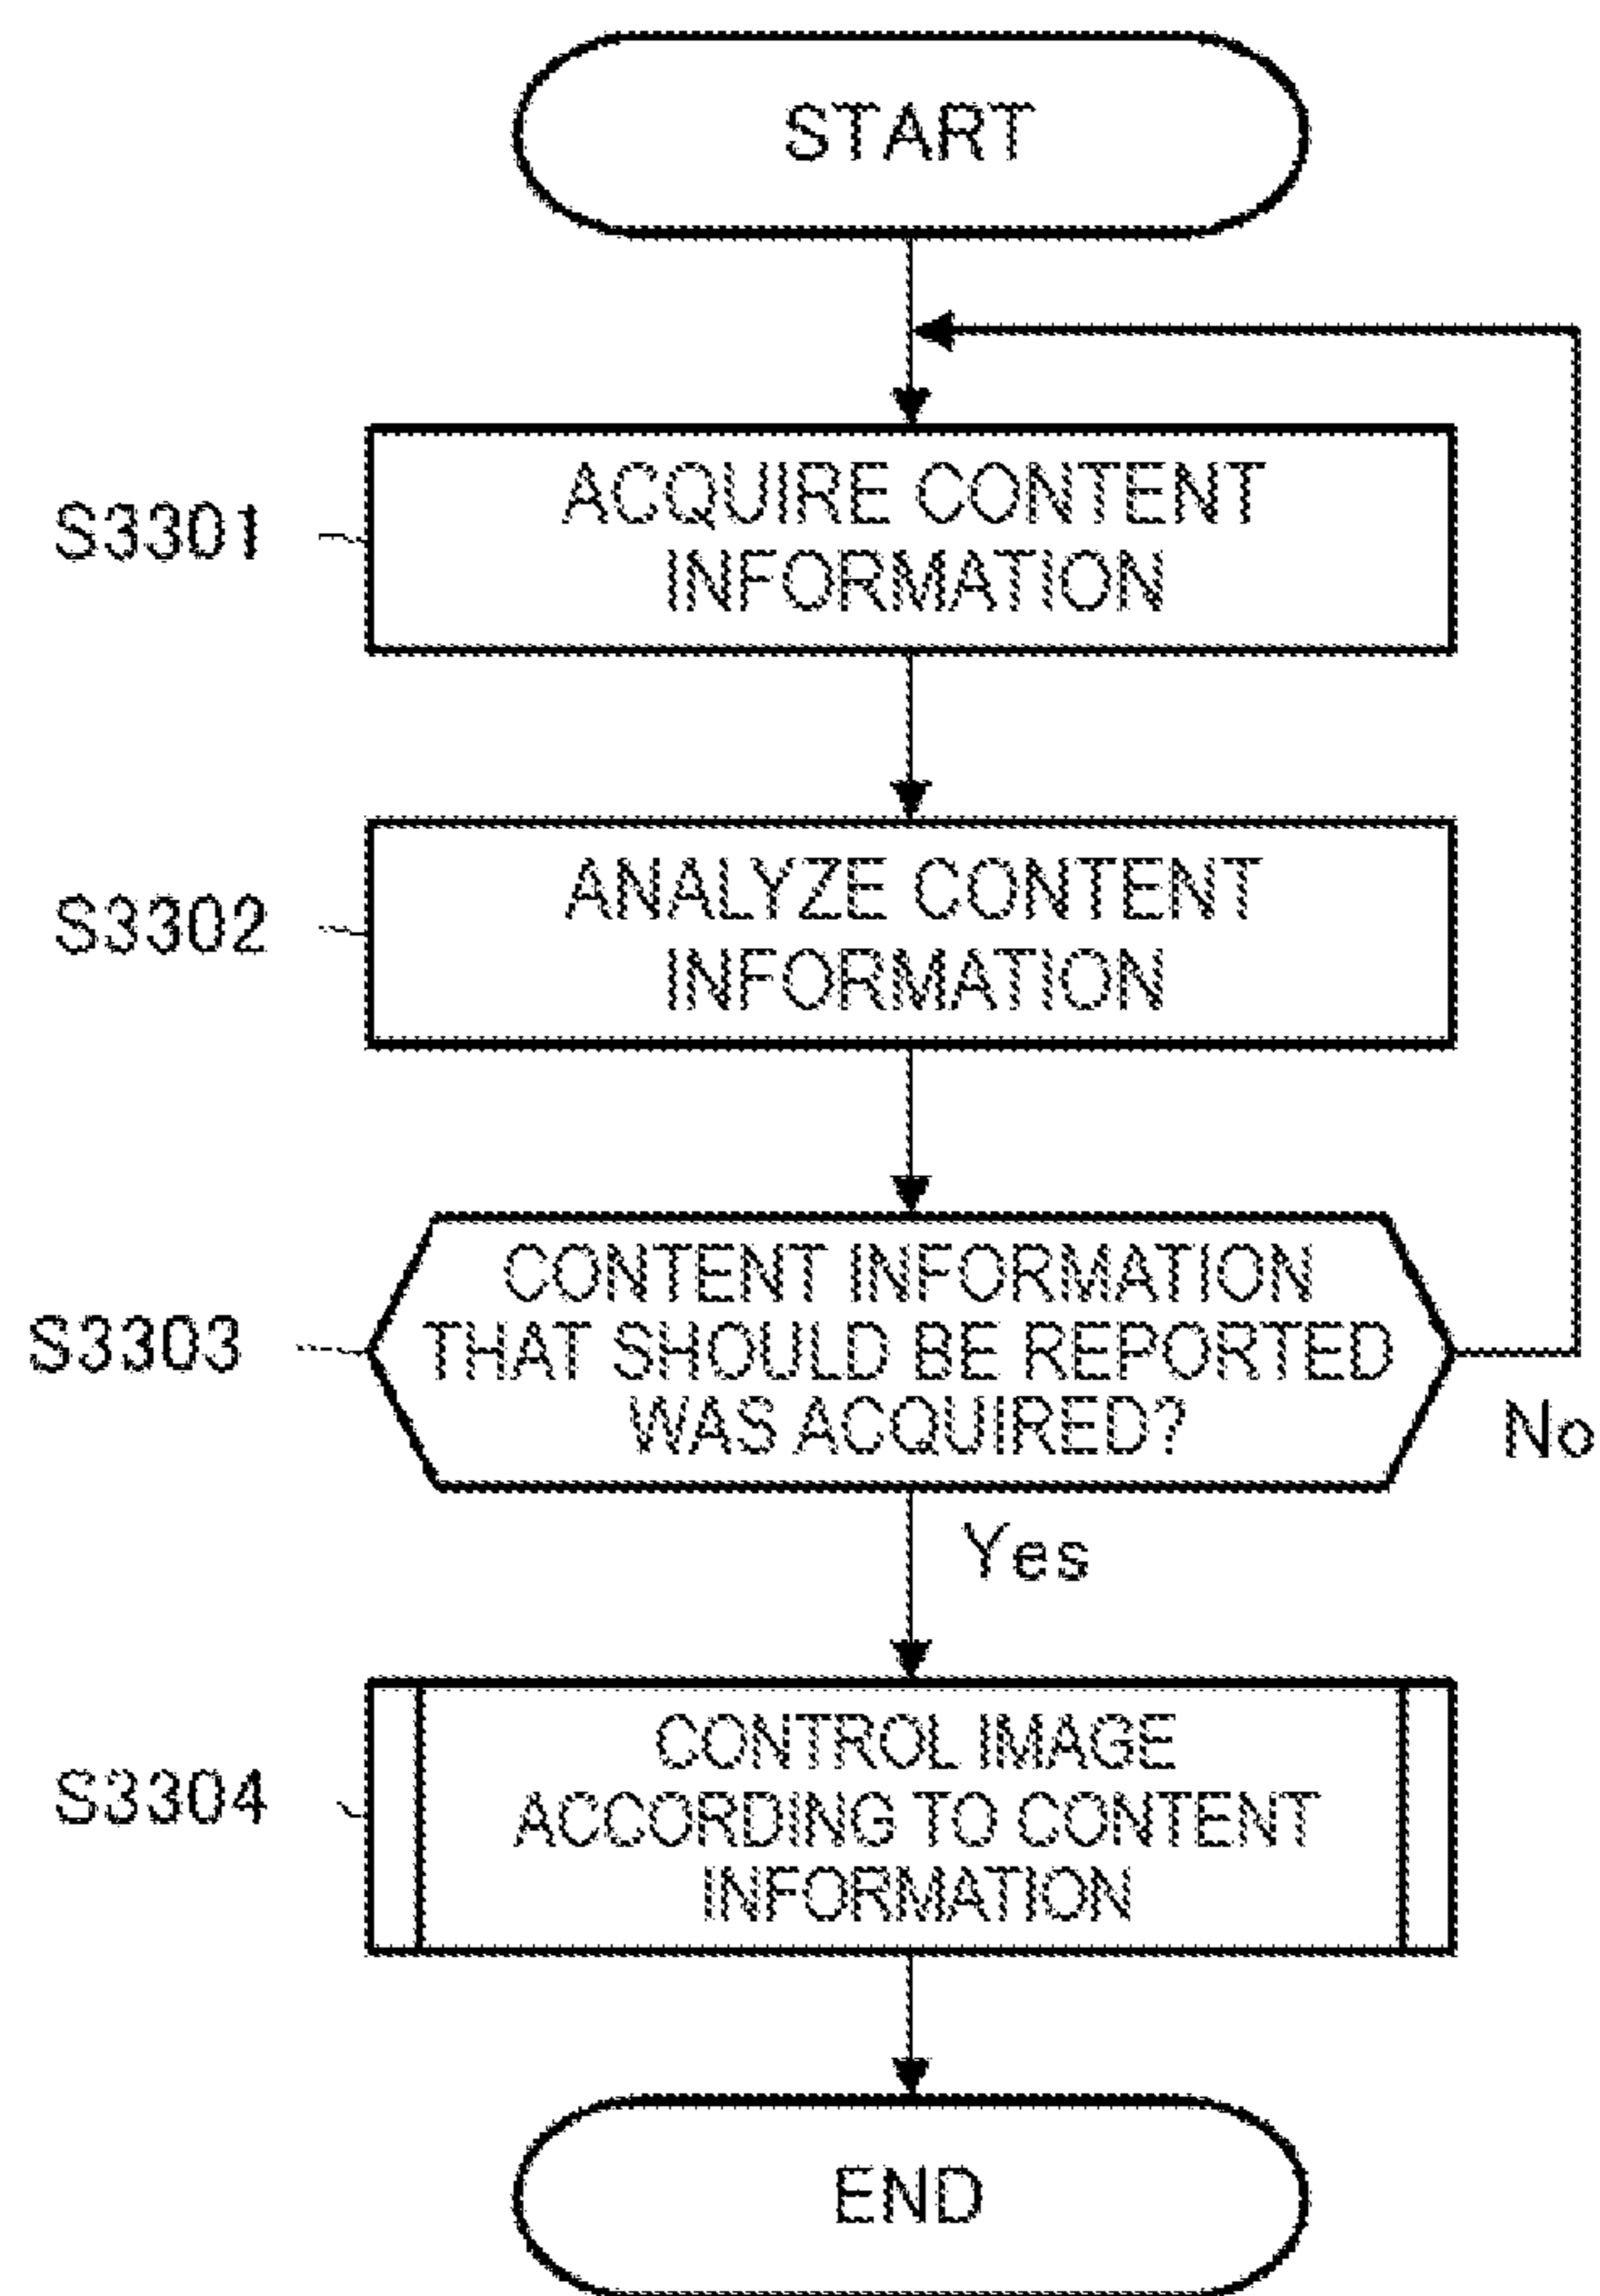 START
S3301
ACQUIRE CONTENT
INFORMATION
S3302
ANALYZE CONTENT
INFORMATION
S3303
CONTENT INFORMATION
THAT SHOULD BE REPORTED
WAS ACQUIRED?
No
Yes
S3304
CONTROL IMAGE
ACCORDING TO CONTENT
INFORMATION
END